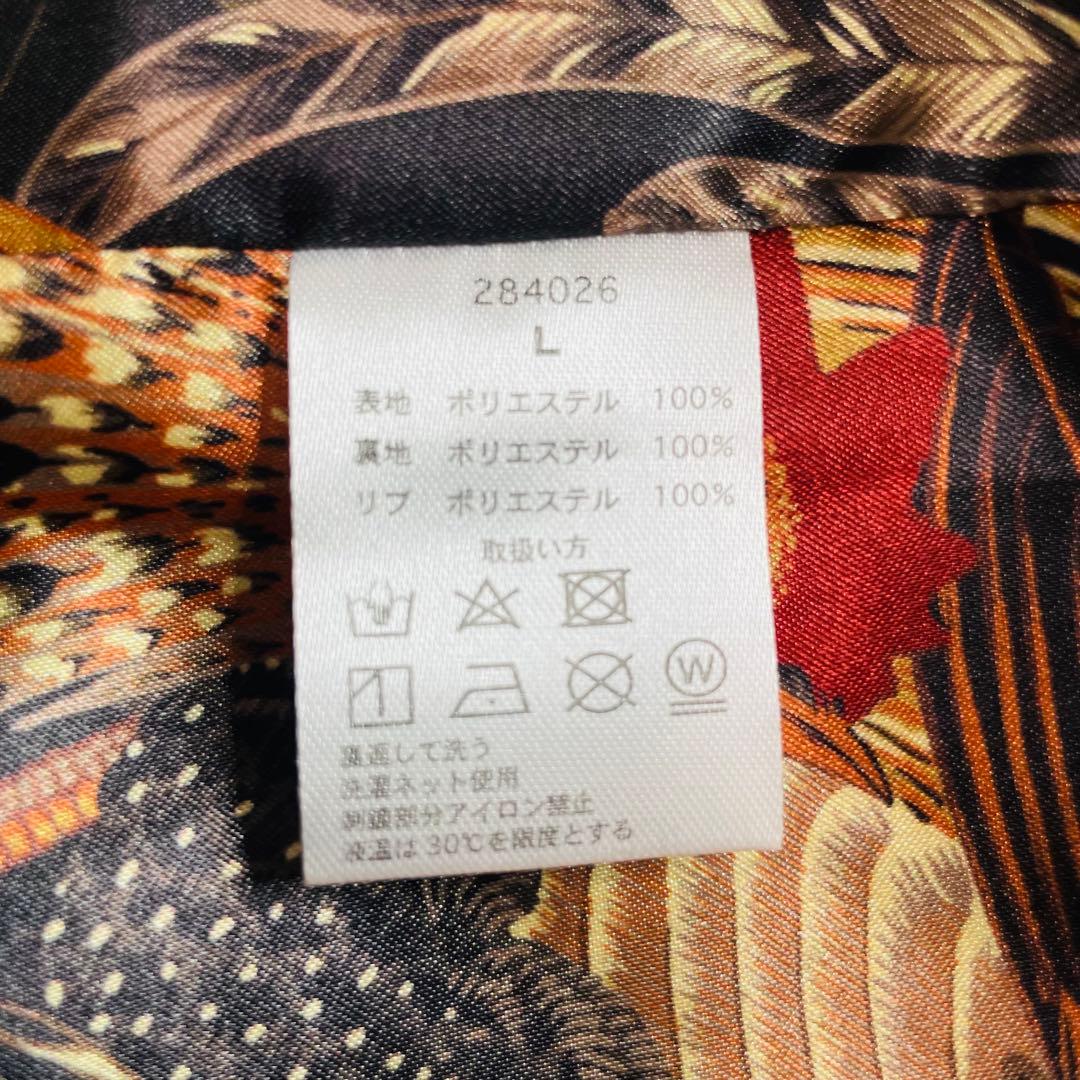 284026
L
表地 ポリエステル 100%
裏地 ポリエステル 100%
リブ ポリエステル 100%
取扱い方
W
裏返して洗う
洗濯ネット使用
刺繍部分アイロン禁止
液温は30℃を限度とする